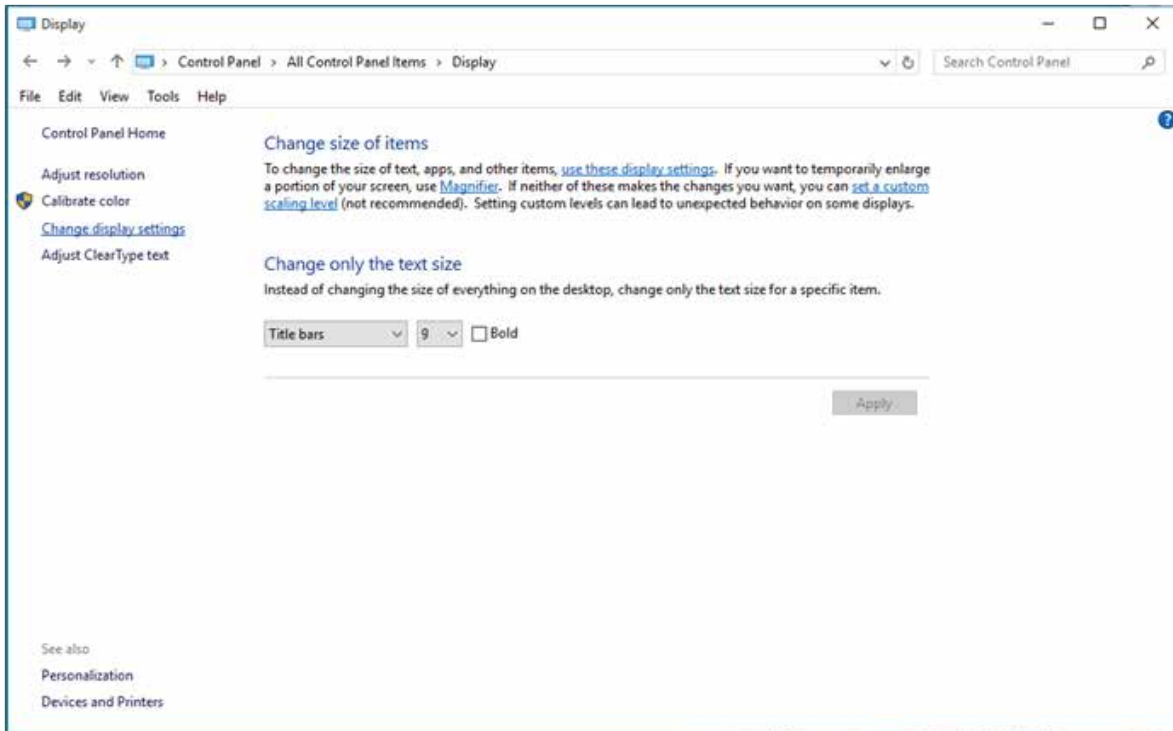 Display
Control Panel > All Control Panel Items > Display
Search Control Panel
File Edit View Tools Help
Control Panel Home
Adjust resolution
Calibrate color
Change display settings
Adjust ClearType text
Change size of items
To change the size of text, apps, and other items, use these display settings. If you want to temporarily enlarge
a portion of your screen, use Magnifier. If neither of these makes the changes you want, you can set a custom
scaling level (not recommended). Setting custom levels can lead to unexpected behavior on some displays.
Change only the text size
Instead of changing the size of everything on the desktop, change only the text size for a specific item.
Title bars 9 Bold
Apply
See also
Personalization
Devices and Printers